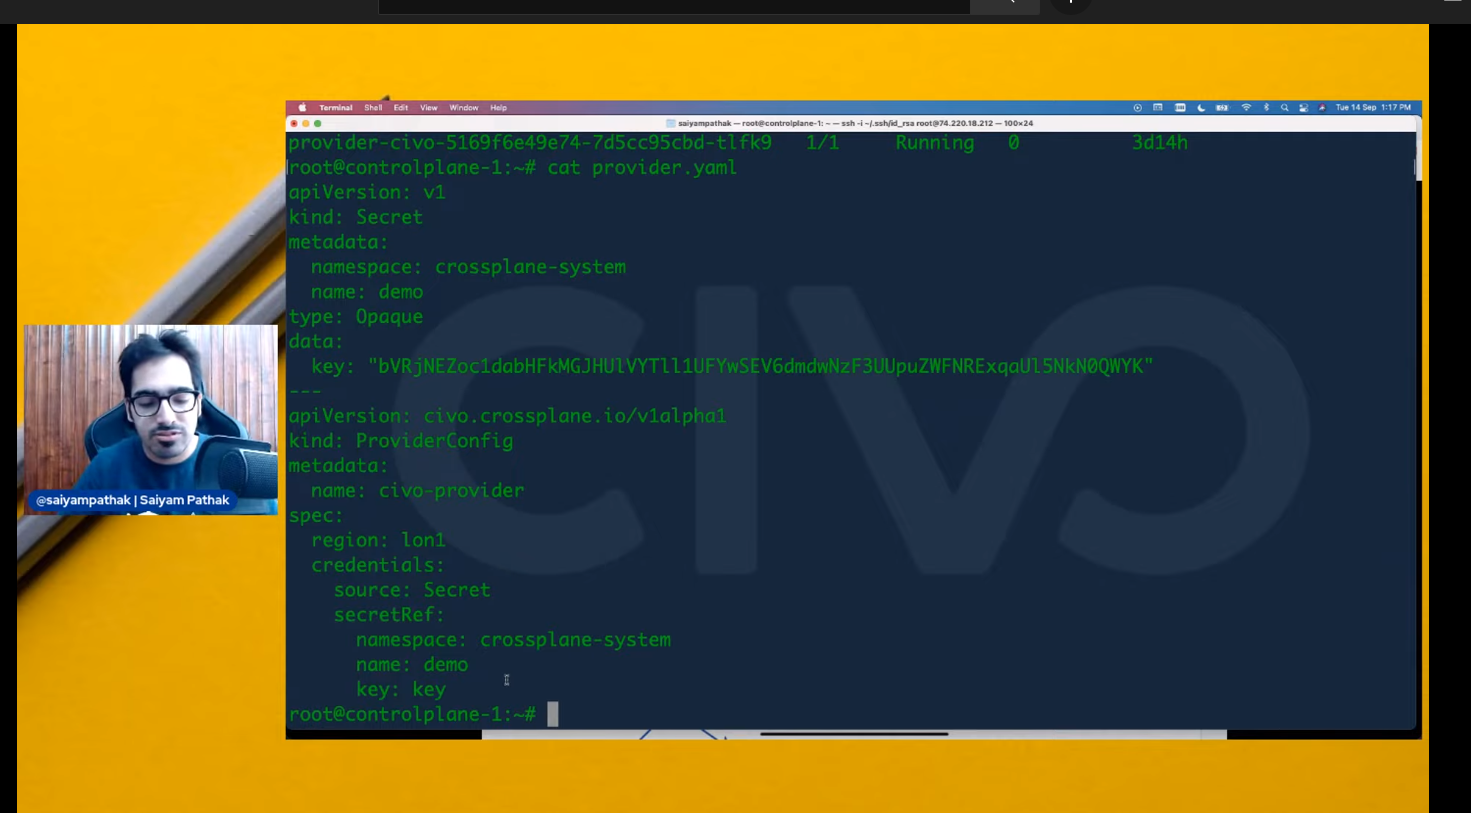 Terminal Shell Edit View Window Help Tue 14 Sep 1:17 PM
saiyampathak — root@controlplane-1: ~ — ssh -i ~/.ssh/id_rsa root@74.220.18.212 — 100×24
provider-civo-5169f6e49e74-7d5cc95cbd-tlfk9 1/1 Running 0 3d14h
root@controlplane-1:~# cat provider.yaml
apiVersion: v1
kind: Secret
metadata:
  namespace: crossplane-system
  name: demo
type: Opaque
data:
  key: "bVRjNEZoc1dabHFkMGJHUlVYTll1UFYwSEV6dmdwNzF3UUpuZWFNRExqaUl5NkN0QWYK"
---
apiVersion: civo.crossplane.io/v1alpha1
kind: ProviderConfig
metadata:
  name: civo-provider
spec:
  region: lon1
  credentials:
    source: Secret
    secretRef:
      namespace: crossplane-system
      name: demo
      key: key
root@controlplane-1:~#
CIVO
@saiyampathak | Saiyam Pathak